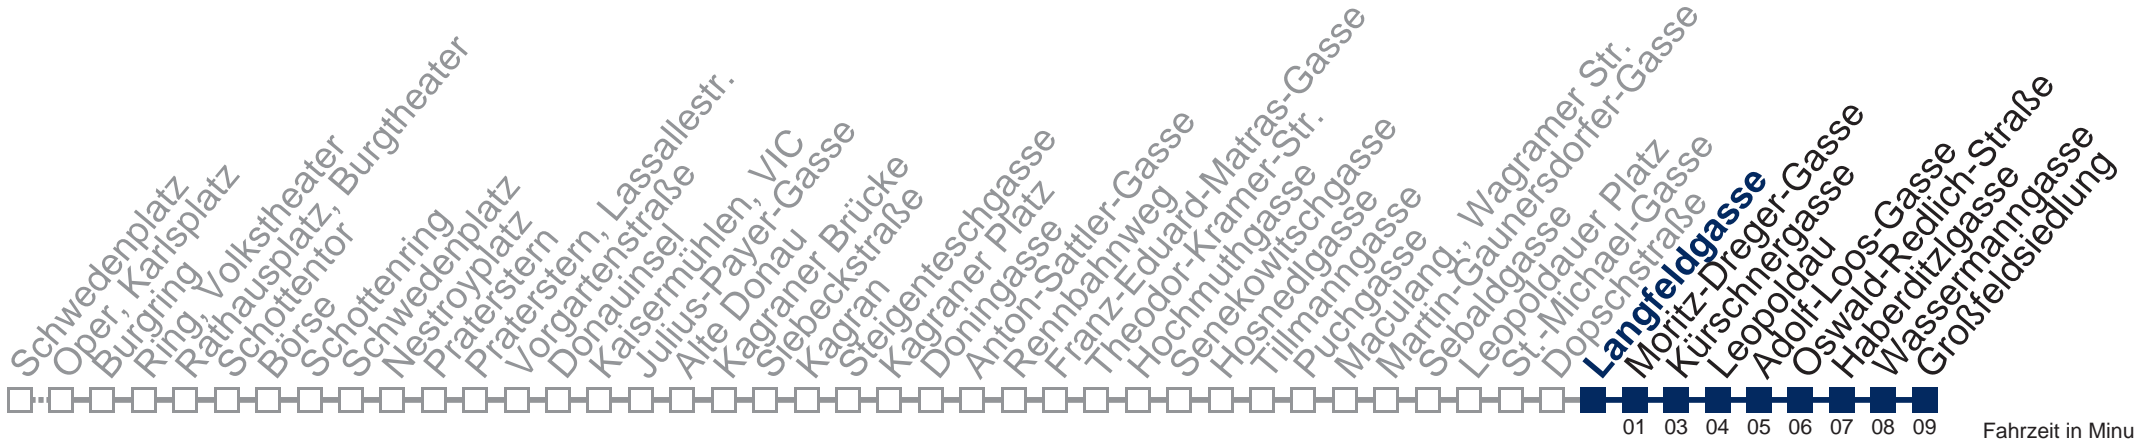 Schwedenplatz
Oper, Karlsplatz
Burgring
Ring, Volkstheater
Rathausplatz, Burgtheater
Schottentor
Börse
Schottenring
Schwedenplatz
Nestroyplatz
Praterstern
Praterstern, Lassallestr.
Vorgartenstraße
Donauinsel
Kaisermühlen, VIC
Julius-Payer-Gasse
Alte Donau
Kagraner Brücke
Siebeckstraße
Kagran
Steigenteschgasse
Kagraner Platz
Doningasse
Anton-Sattler-Gasse
Rennbahnweg
Franz-Eduard-Matras-Gasse
Theodor-Kramer-Str.
Hochmuthgasse
Senekowitschgasse
Hosnedlgasse
Tillmanngasse
Puchgasse
Maculang., Wagramer Str.
Martin-Gaunersdorfer-Gasse
Sebaldgasse
Leopoldauer Platz
St.-Michael-Gasse
Dopschstraße
Langfeldgasse
Moritz-Dreger-Gasse
Kürschnergasse
Leopoldau
Adolf-Loos-Gasse
Oswald-Redlich-Straße
Haberditzlgasse
Wassermanngasse
Großfeldsiedlung
01 03 04 05 06 07 08 09
Fahrzeit in Minu